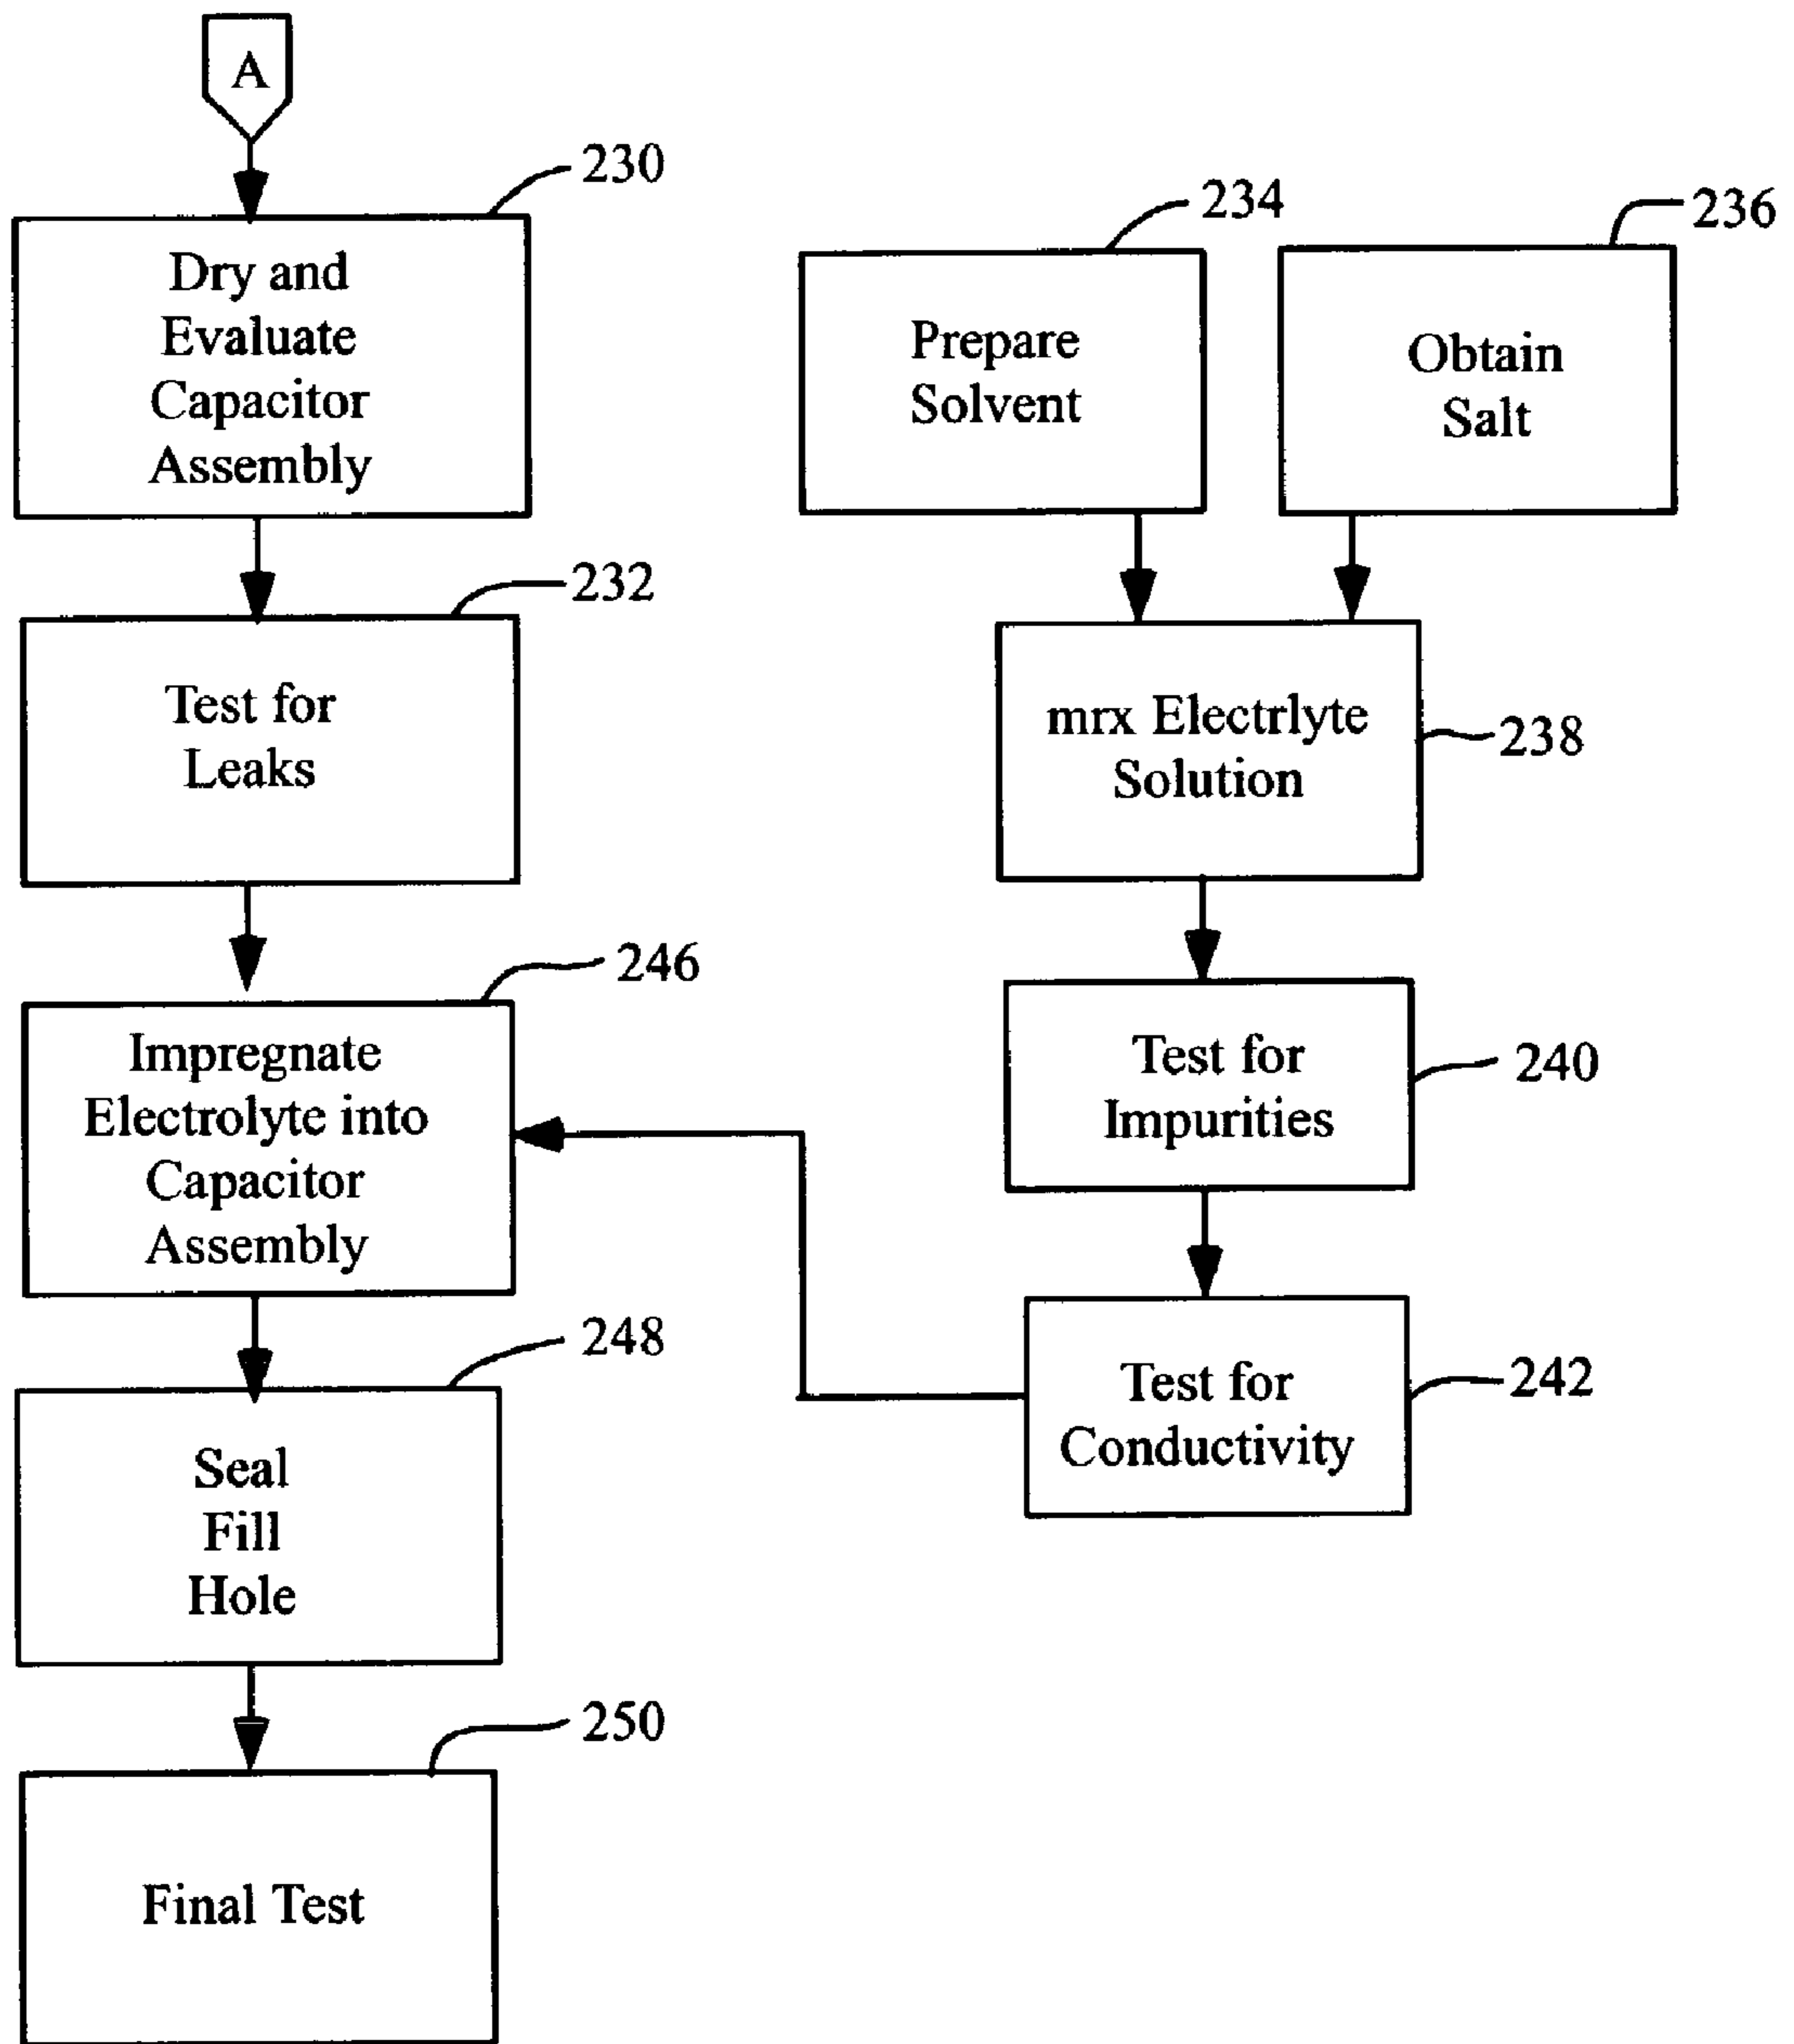 A
230
Dry and
Evaluate
Capacitor
Assembly
232
Test for
Leaks
246
Impregnate
Electrolyte into
Capacitor
Assembly
248
Seal
Fill
Hole
250
Final Test
234
Prepare
Solvent
236
Obtain
Salt
mrx Electrlyte
Solution
238
Test for
Impurities
240
Test for
Conductivity
242